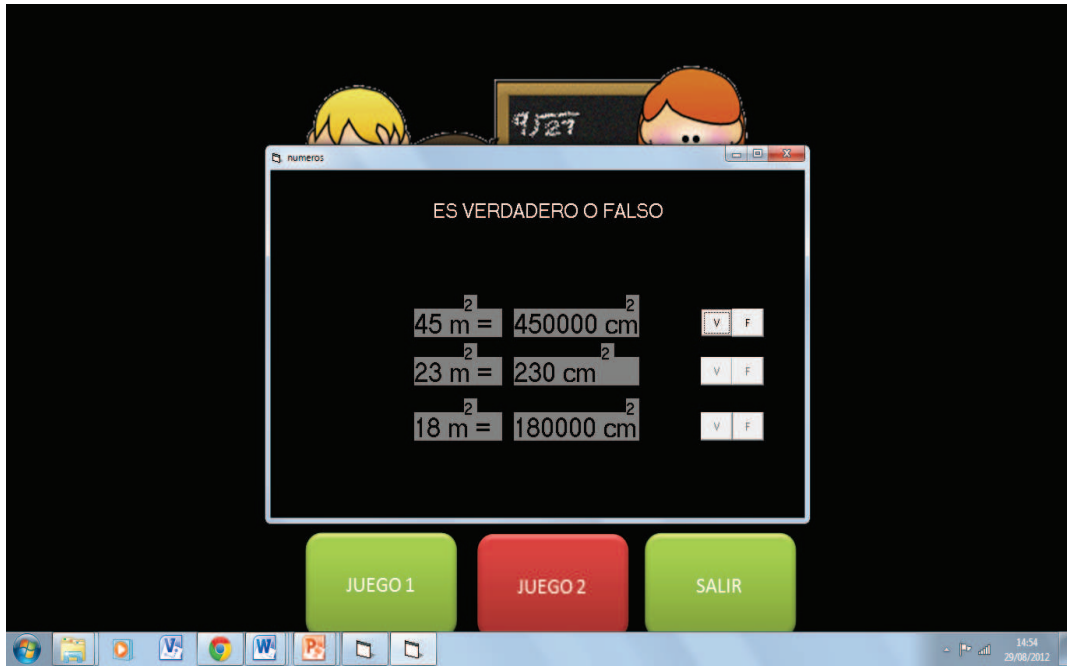 9√27
numeros
ES VERDADERO O FALSO
45 m² = 450000 cm² V F
23 m² = 230 cm² V F
18 m² = 180000 cm² V F
JUEGO 1 JUEGO 2 SALIR
14:54
29/08/2012